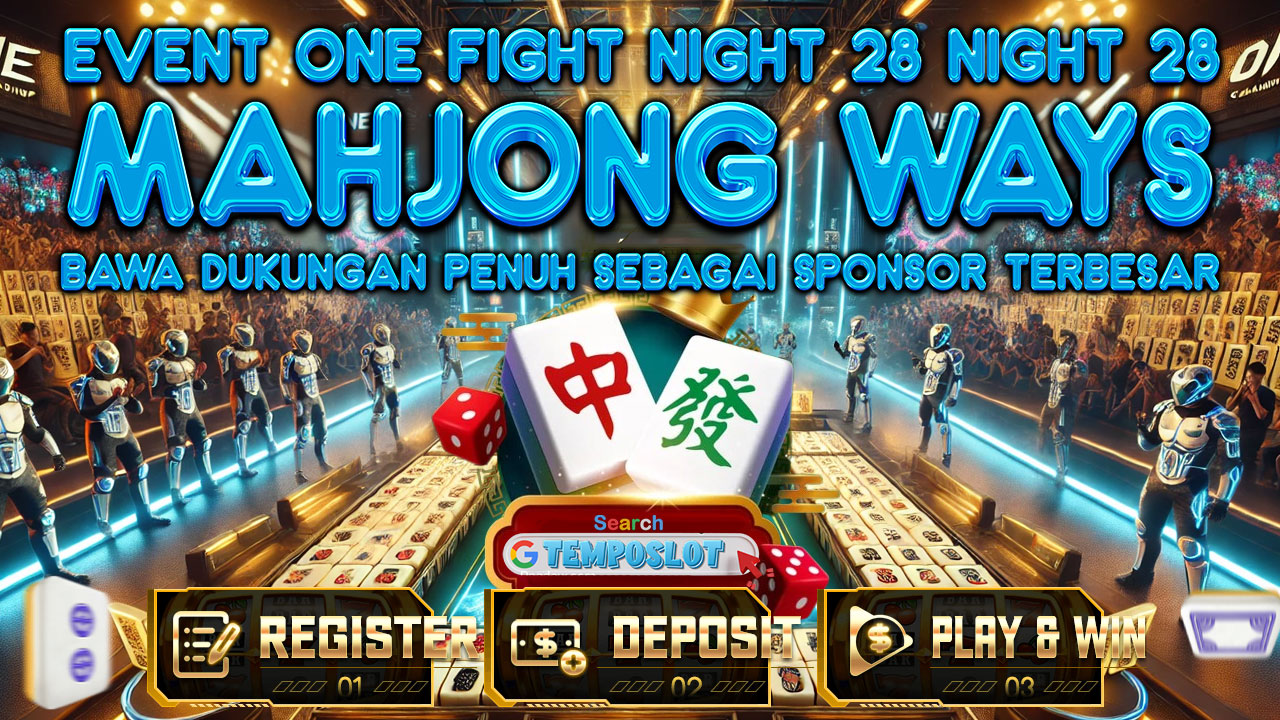 EVENT ONE FIGHT NIGHT 28 NIGHT 28
MAHJONG WAYS
BAWA DUKUNGAN PENUH SEBAGAI SPONSOR TERBESAR
中
發
Search
G TEMPOSLOT
REGISTER
01
DEPOSIT
02
PLAY & WIN
03